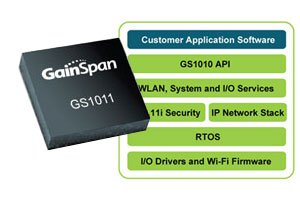 GainSpan
GS1011
Customer Application Software
GS1010 API
WLAN, System and I/O Services
11i Security
IP Network Stack
RTOS
I/O Drivers and Wi-Fi Firmware